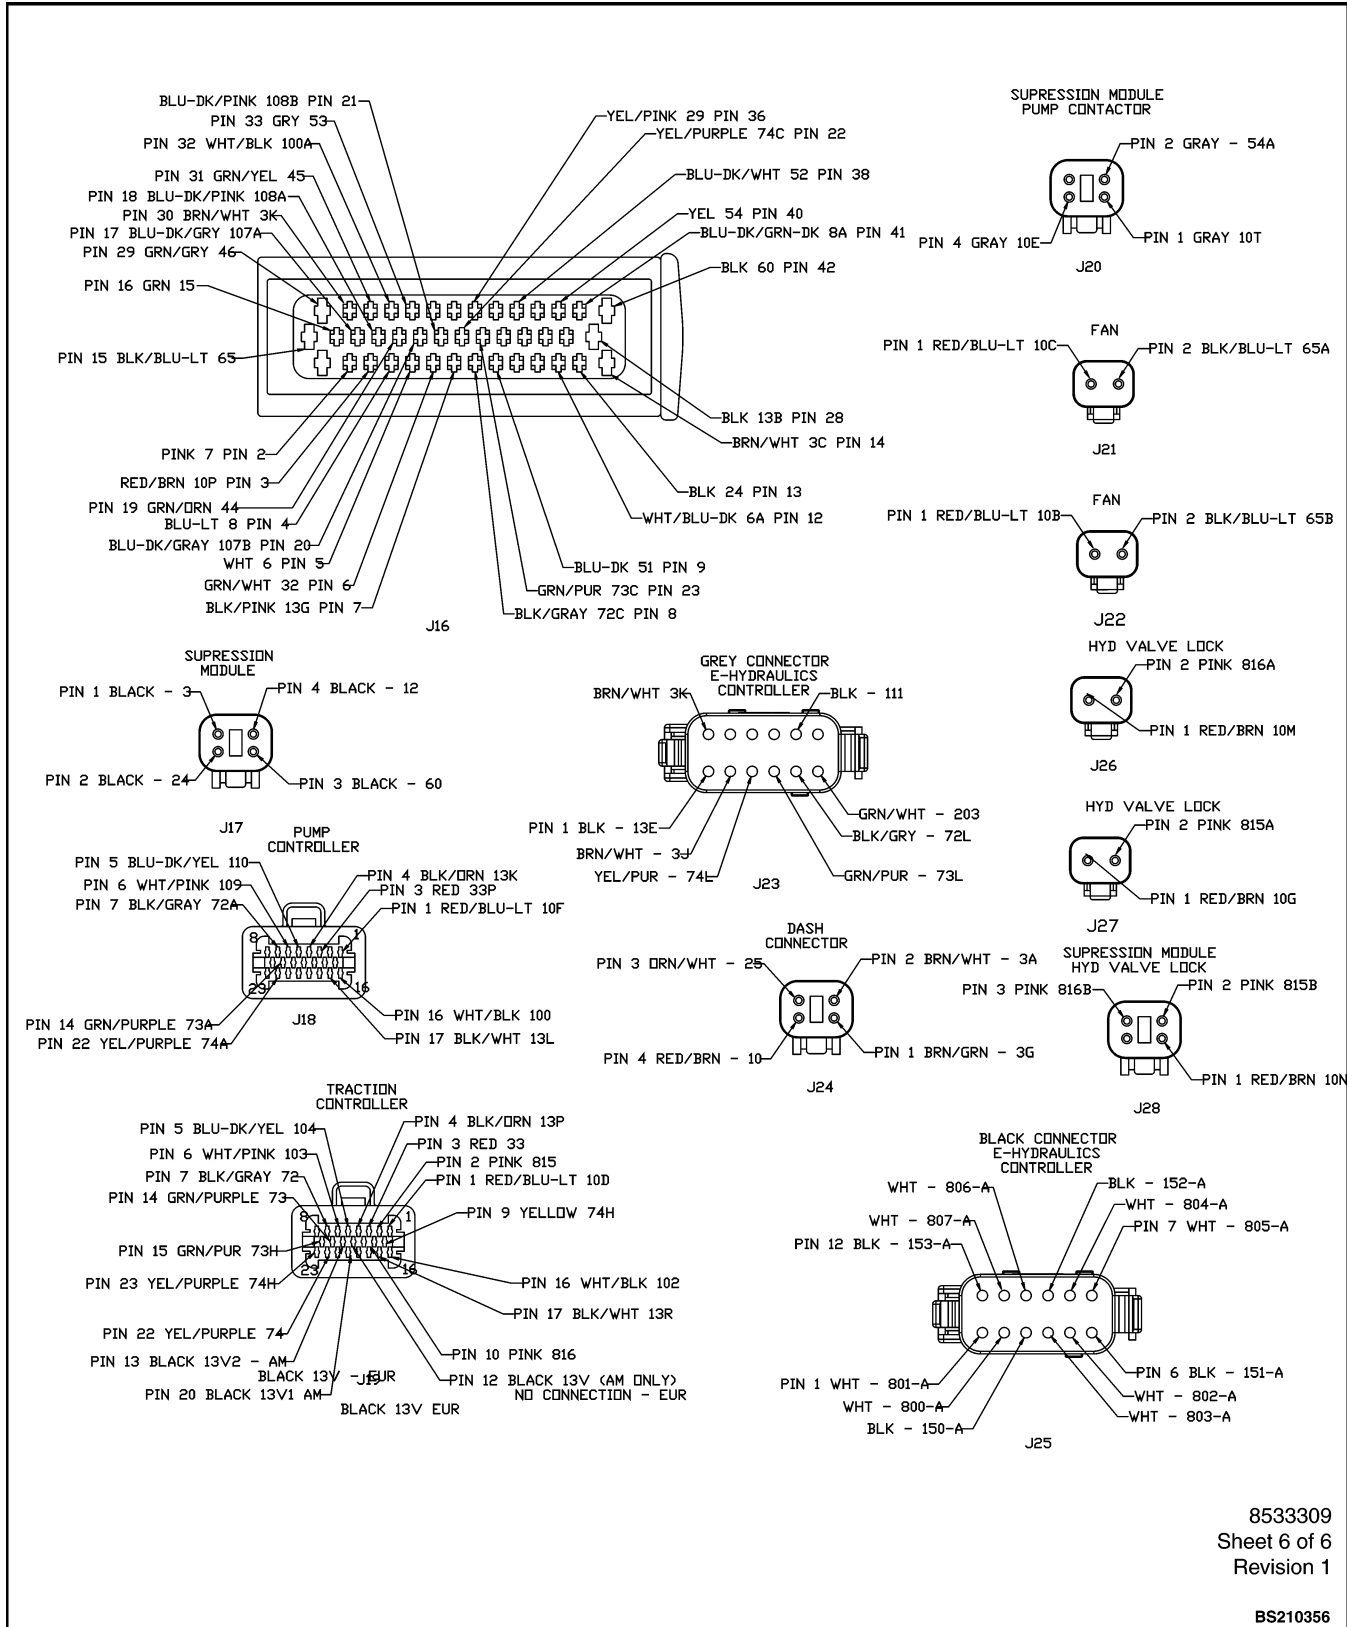 BLU-DK/PINK 108B PIN 21
PIN 33 GRY 53
PIN 32 WHT/BLK 100A
PIN 31 GRN/YEL 45
PIN 18 BLU-DK/PINK 108A
PIN 30 BRN/WHT 3K
PIN 17 BLU-DK/GRY 107A
PIN 29 GRN/GRY 46
PIN 16 GRN 15
PIN 15 BLK/BLU-LT 65
YEL/PINK 29 PIN 36
YEL/PURPLE 74C PIN 22
BLU-DK/WHT 52 PIN 38
YEL 54 PIN 40
BLU-DK/GRN-DK 8A PIN 41
BLK 60 PIN 42
BLK 13B PIN 28
BRN/WHT 3C PIN 14
PINK 7 PIN 2
RED/BRN 10P PIN 3
PIN 19 GRN/ORN 44
BLU-LT 8 PIN 4
BLU-DK/GRAY 107B PIN 20
WHT 6 PIN 5
GRN/WHT 32 PIN 6
BLK/PINK 13G PIN 7
BLK 24 PIN 13
WHT/BLU-DK 6A PIN 12
BLU-DK 51 PIN 9
GRN/PUR 73C PIN 23
BLK/GRAY 72C PIN 8
J16
SUPRESSION MODULE
PUMP CONTACTOR
PIN 2 GRAY - 54A
PIN 4 GRAY 10E
PIN 1 GRAY 10T
J20
FAN
PIN 1 RED/BLU-LT 10C
PIN 2 BLK/BLU-LT 65A
J21
FAN
PIN 1 RED/BLU-LT 10B
PIN 2 BLK/BLU-LT 65B
J22
SUPRESSION
MODULE
PIN 1 BLACK - 3
PIN 4 BLACK - 12
PIN 2 BLACK - 24
PIN 3 BLACK - 60
J17
GREY CONNECTOR
E-HYDRAULICS
CONTROLLER
BRN/WHT 3K
BLK - 111
PIN 1 BLK - 13E
BRN/WHT - 3J
YEL/PUR - 74L
GRN/WHT - 203
BLK/GRY - 72L
GRN/PUR - 73L
J23
HYD VALVE LOCK
PIN 2 PINK 816A
PIN 1 RED/BRN 10M
J26
HYD VALVE LOCK
PIN 2 PINK 815A
PIN 1 RED/BRN 10G
J27
PUMP
CONTROLLER
PIN 5 BLU-DK/YEL 110
PIN 6 WHT/PINK 109
PIN 7 BLK/GRAY 72A
PIN 4 BLK/ORN 13K
PIN 3 RED 33P
PIN 1 RED/BLU-LT 10F
8 1
23 16
PIN 14 GRN/PURPLE 73A
PIN 22 YEL/PURPLE 74A
PIN 16 WHT/BLK 100
PIN 17 BLK/WHT 13L
J18
DASH
CONNECTOR
PIN 3 ORN/WHT - 25
PIN 2 BRN/WHT - 3A
PIN 4 RED/BRN - 10
PIN 1 BRN/GRN - 3G
J24
SUPRESSION MODULE
HYD VALVE LOCK
PIN 3 PINK 816B
PIN 2 PINK 815B
PIN 1 RED/BRN 10N
J28
TRACTION
CONTROLLER
PIN 5 BLU-DK/YEL 104
PIN 6 WHT/PINK 103
PIN 7 BLK/GRAY 72
PIN 14 GRN/PURPLE 73
PIN 15 GRN/PUR 73H
PIN 23 YEL/PURPLE 74H
PIN 22 YEL/PURPLE 74
PIN 13 BLACK 13V2 - AM
BLACK 13V - EUR
PIN 20 BLACK 13V1 AM
BLACK 13V EUR
PIN 4 BLK/ORN 13P
PIN 3 RED 33
PIN 2 PINK 815
PIN 1 RED/BLU-LT 10D
PIN 9 YELLOW 74H
8 1
23 16
PIN 16 WHT/BLK 102
PIN 17 BLK/WHT 13R
PIN 10 PINK 816
PIN 12 BLACK 13V (AM ONLY)
NO CONNECTION - EUR
J19
BLACK CONNECTOR
E-HYDRAULICS
CONTROLLER
WHT - 806-A
WHT - 807-A
PIN 12 BLK - 153-A
BLK - 152-A
WHT - 804-A
PIN 7 WHT - 805-A
PIN 1 WHT - 801-A
WHT - 800-A
BLK - 150-A
PIN 6 BLK - 151-A
WHT - 802-A
WHT - 803-A
J25
8533309
Sheet 6 of 6
Revision 1
BS210356